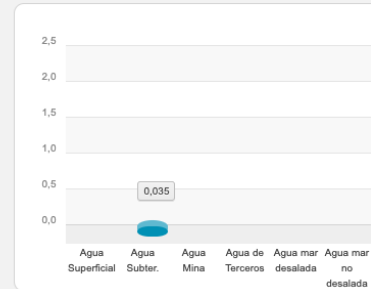 2,5
2,0
1,5
1,0
0,5
0,035
0,0
Agua Agua Agua Agua de Agua mar Agua mar
Superficial Subter. Mina Terceros desalada no
desalada